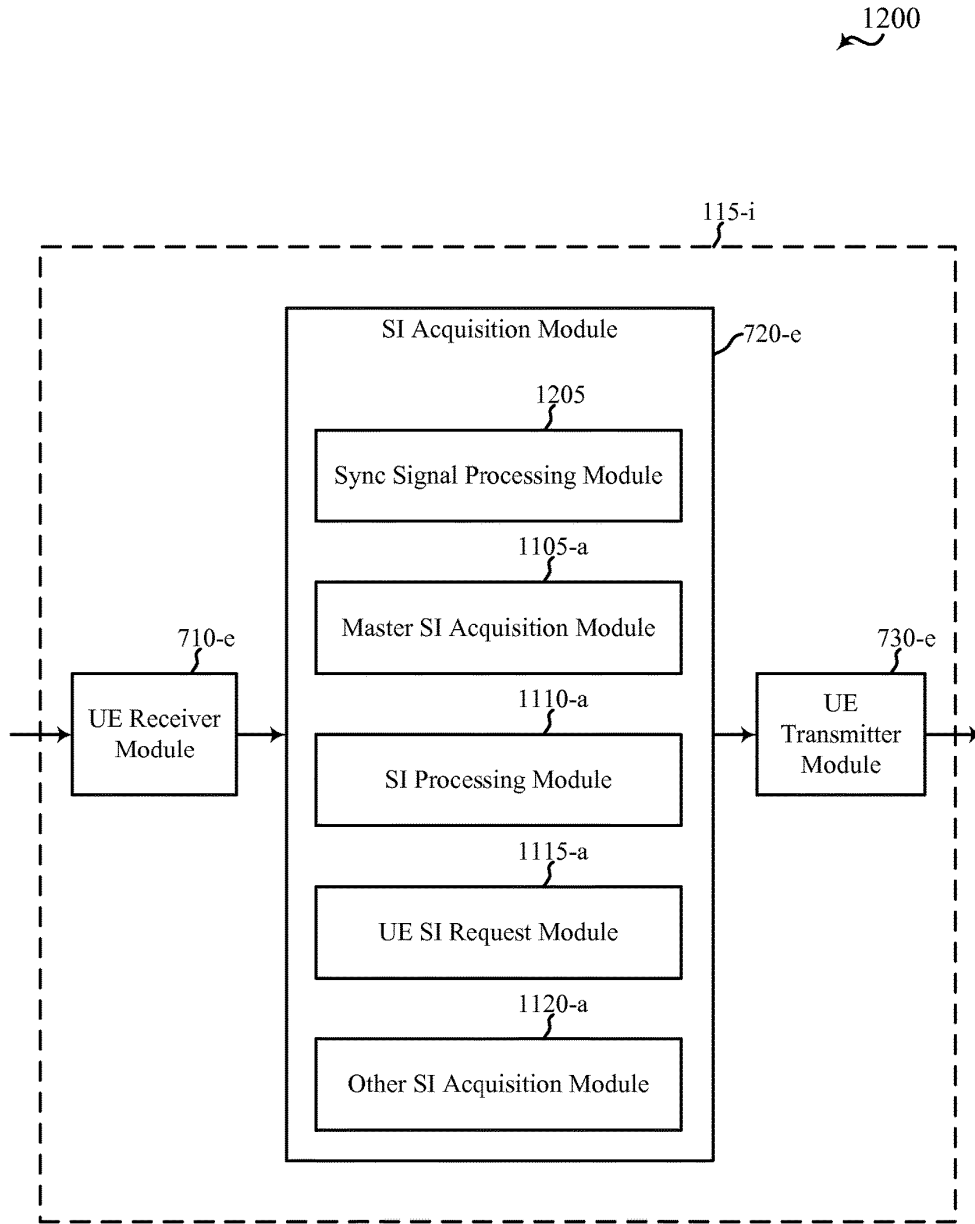 1200
115-i
SI Acquisition Module
720-e
1205
Sync Signal Processing Module
1105-a
Master SI Acquisition Module
710-e
UE Receiver
Module
1110-a
SI Processing Module
730-e
UE
Transmitter
Module
1115-a
UE SI Request Module
1120-a
Other SI Acquisition Module